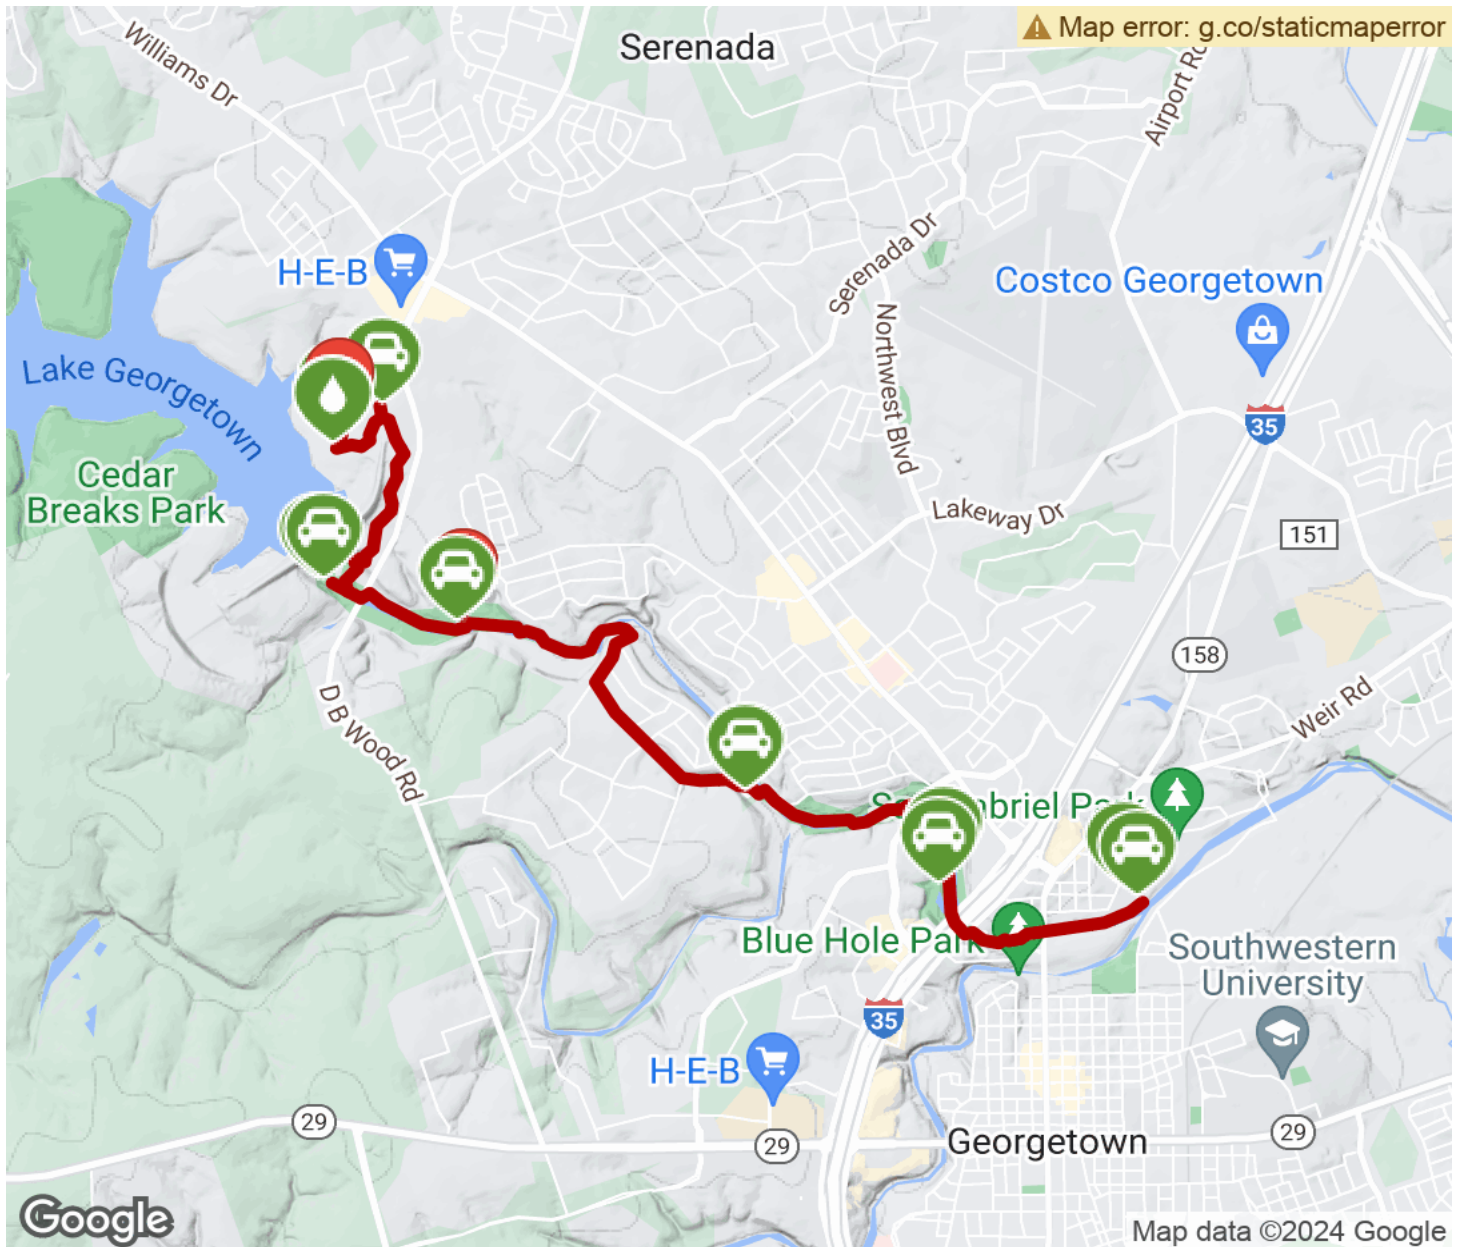 Map error: g.co/staticmaperror
Williams Dr
Serenada
Airport Rd
H-E-B
Serenada Dr
Costco Georgetown
Northwest Blvd
Lake Georgetown
35
Cedar
Breaks Park
Lakeway Dr
151
158
Weir Rd
D B Wood Rd
briel Park
Blue Hole Park
Southwestern
University
35
H-E-B
29
29
Georgetown
29
Google
Map data ©2024 Google